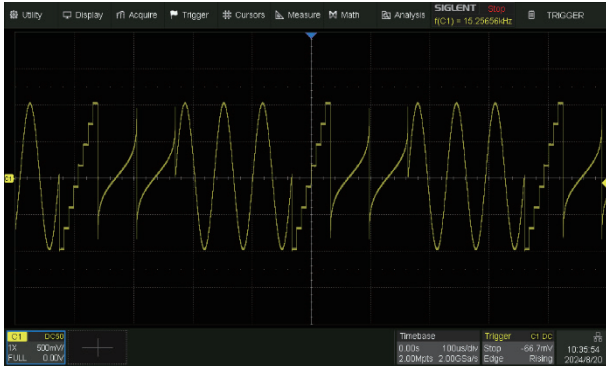 Utility Display Acquire Trigger Cursors Measure Math Analysis SIGLENT Stop TRIGGER
f(C1) = 15.25656kHz
C1
C1 DC50
1X 500mV/
FULL 0.00V
Timebase
0.00s 100us/div
2.00Mpts 2.00GSa/s
Trigger C1 DC
Stop -66.7mV
Edge Rising
10:35:54
2024/8/20